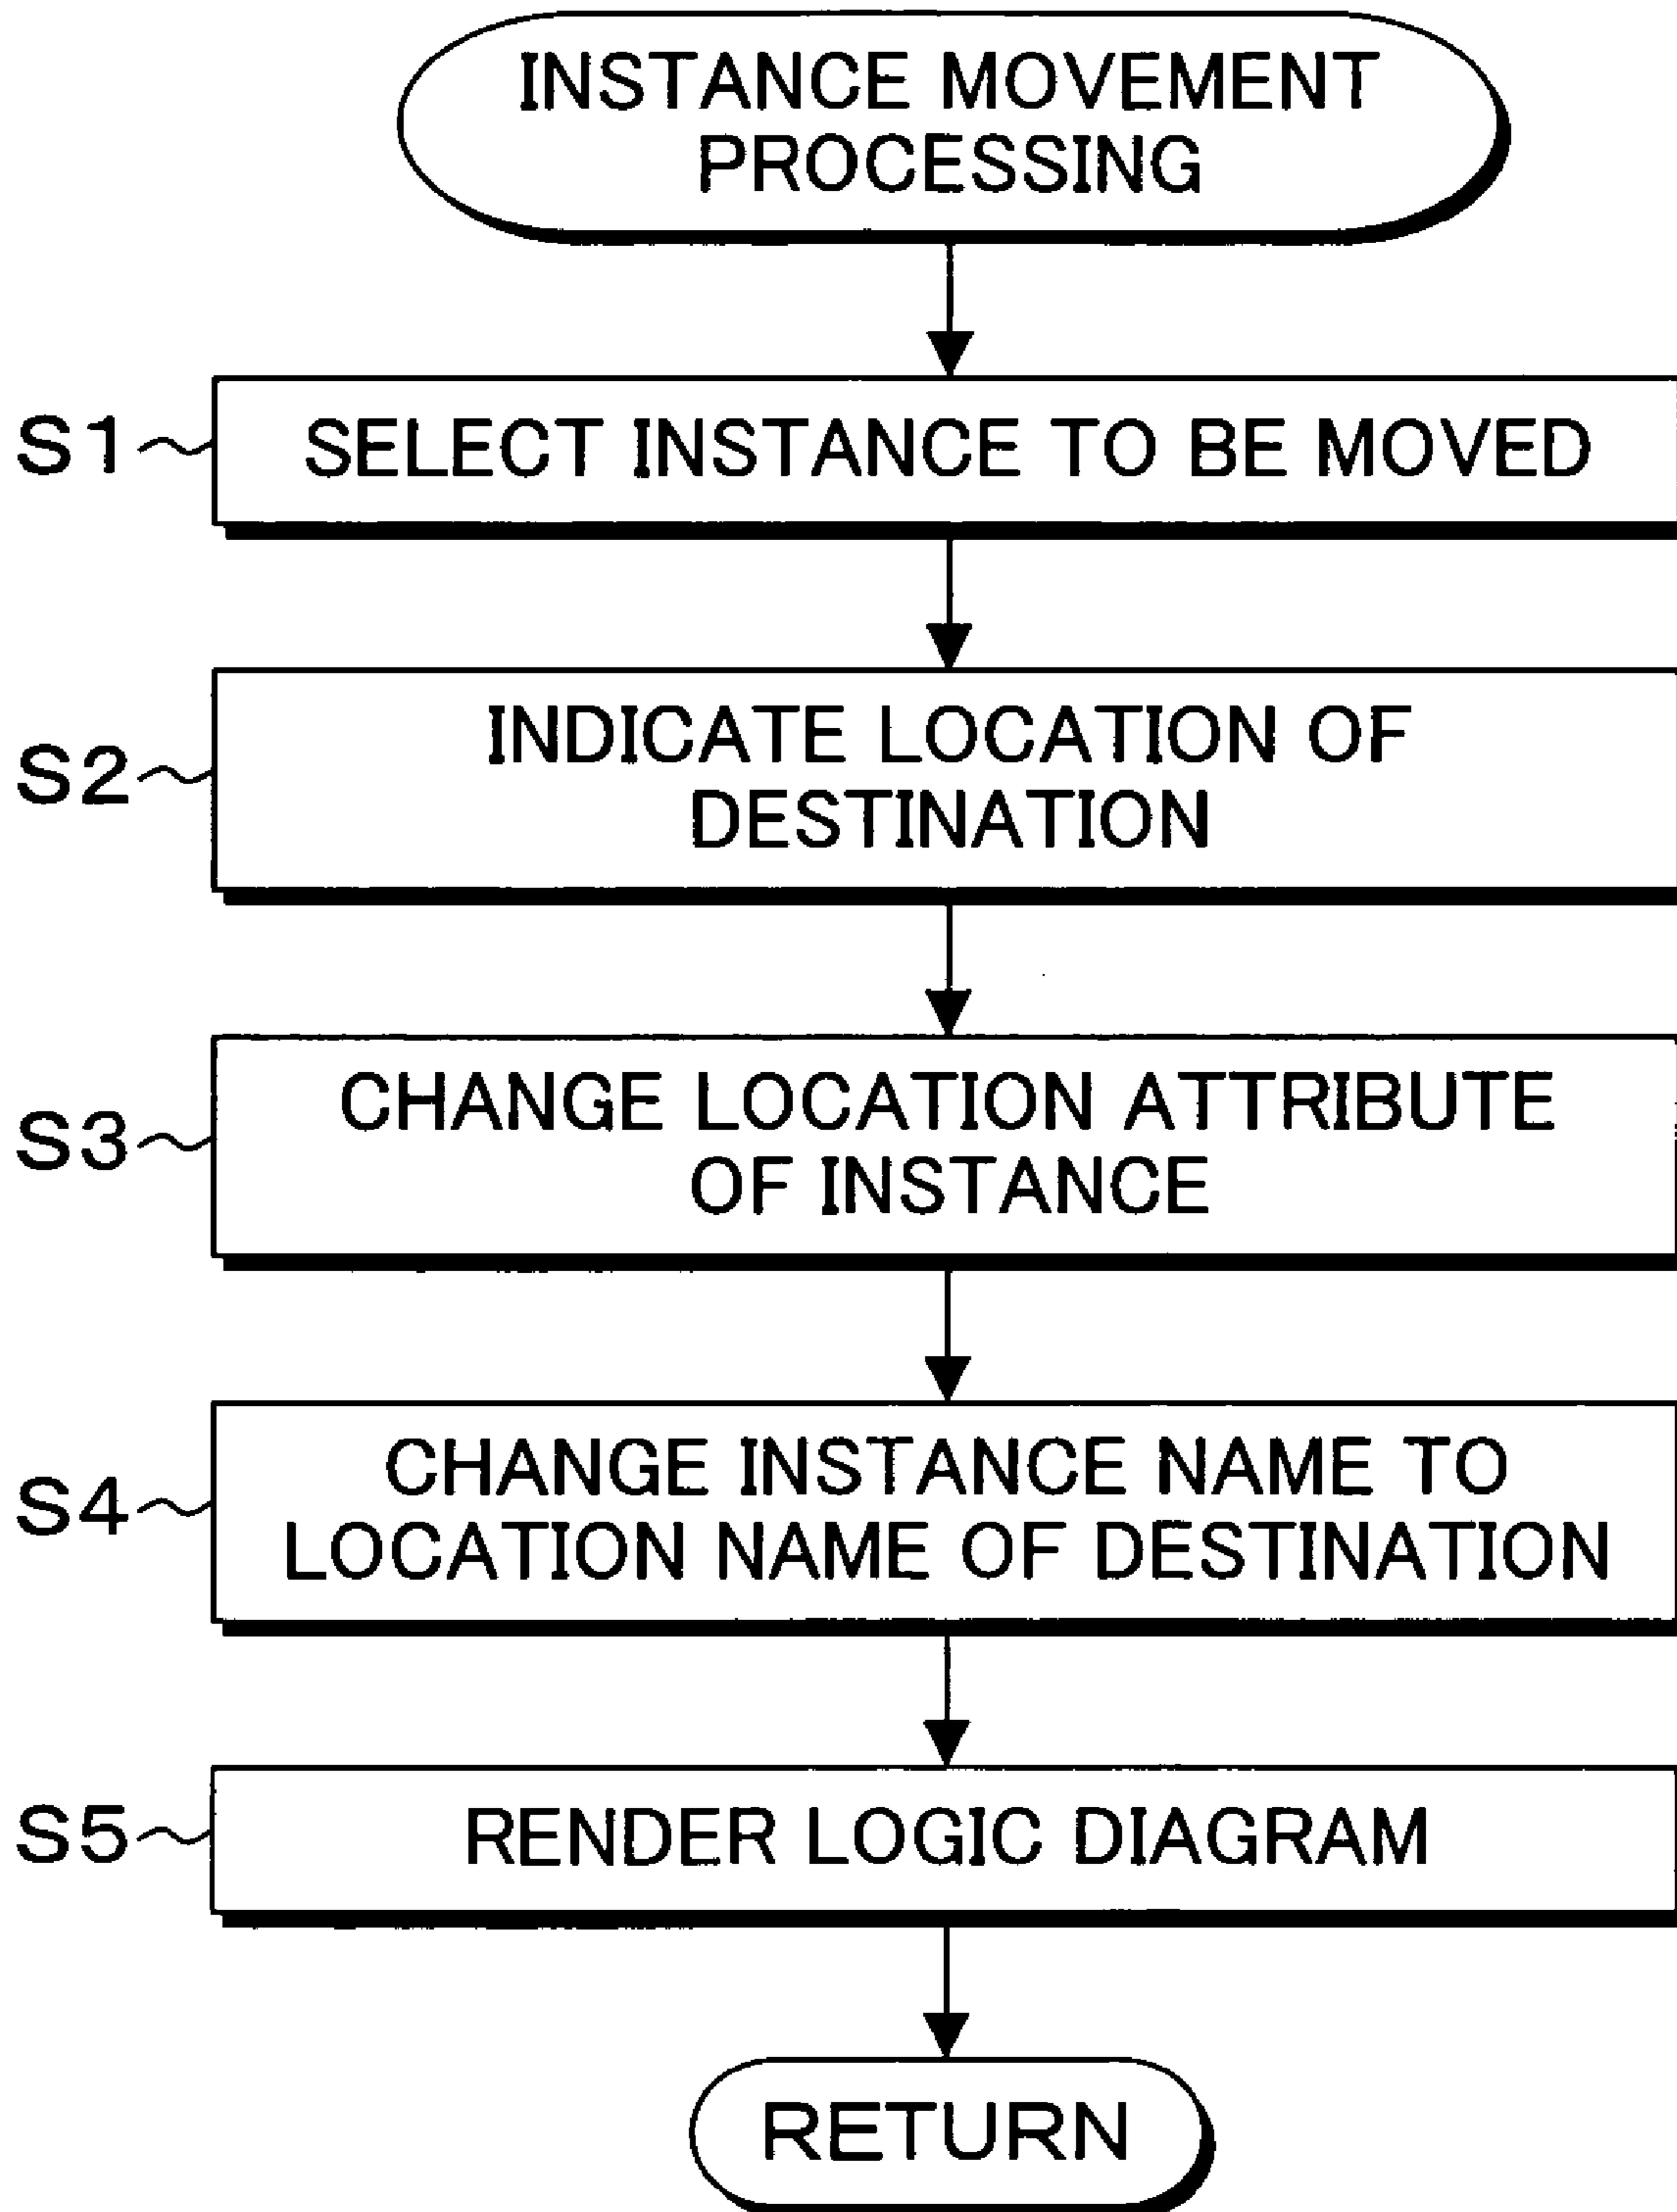 INSTANCE MOVEMENT
PROCESSING
S1
SELECT INSTANCE TO BE MOVED
S2
INDICATE LOCATION OF
DESTINATION
S3
CHANGE LOCATION ATTRIBUTE
OF INSTANCE
S4
CHANGE INSTANCE NAME TO
LOCATION NAME OF DESTINATION
S5
RENDER LOGIC DIAGRAM
RETURN